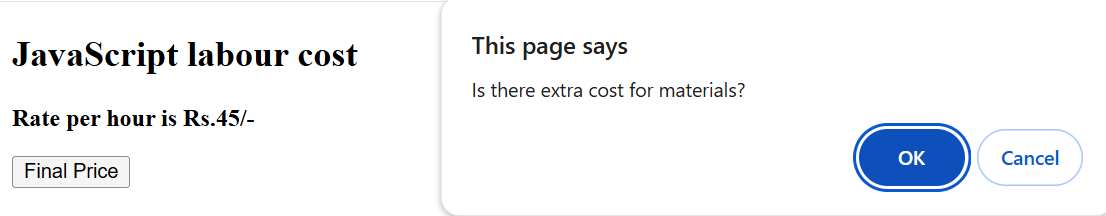 JavaScript labour cost
Rate per hour is Rs.45/-
Final Price
This page says
Is there extra cost for materials?
OK
Cancel